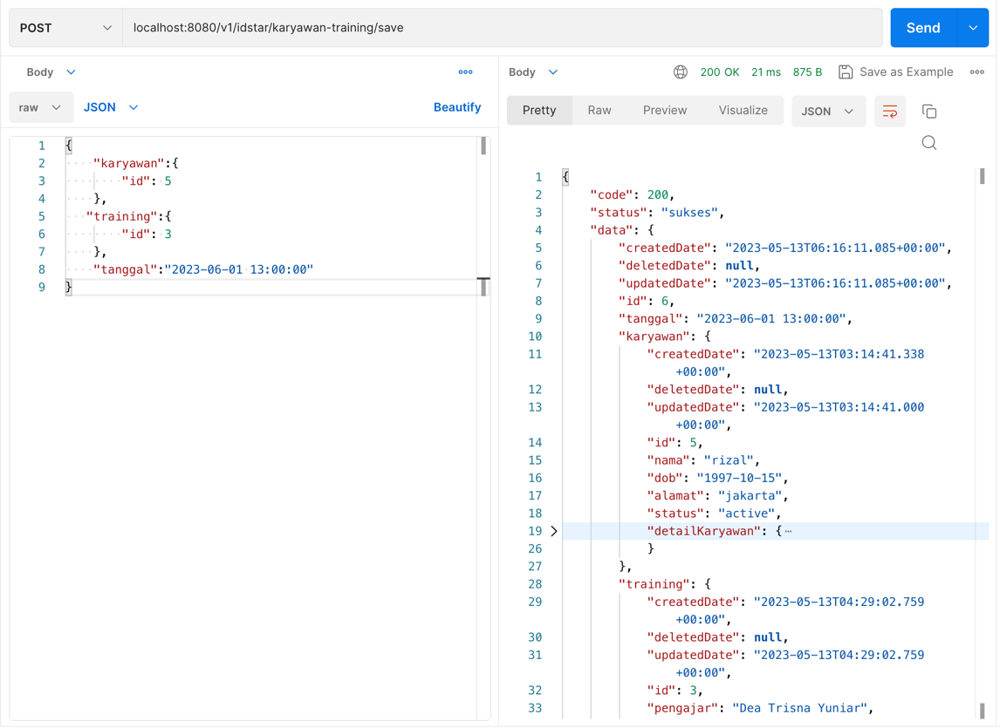 POST
localhost:8080/v1/idstar/karyawan-training/save
Send
Body
raw
JSON
Beautify
1 {
2 "karyawan":{
3 "id": 5
4 },
5 "training":{
6 "id": 3
7 },
8 "tanggal":"2023-06-01 13:00:00"
9 }
Body
200 OK 21 ms 875 B Save as Example
Pretty Raw Preview Visualize JSON
1 {
2 "code": 200,
3 "status": "sukses",
4 "data": {
5 "createdDate": "2023-05-13T06:16:11.085+00:00",
6 "deletedDate": null,
7 "updatedDate": "2023-05-13T06:16:11.085+00:00",
8 "id": 6,
9 "tanggal": "2023-06-01 13:00:00",
10 "karyawan": {
11 "createdDate": "2023-05-13T03:14:41.338
+00:00",
12 "deletedDate": null,
13 "updatedDate": "2023-05-13T03:14:41.000
+00:00",
14 "id": 5,
15 "nama": "rizal",
16 "dob": "1997-10-15",
17 "alamat": "jakarta",
18 "status": "active",
19 "detailKaryawan": {⋯
26 }
27 },
28 "training": {
29 "createdDate": "2023-05-13T04:29:02.759
+00:00",
30 "deletedDate": null,
31 "updatedDate": "2023-05-13T04:29:02.759
+00:00",
32 "id": 3,
33 "pengajar": "Dea Trisna Yuniar",